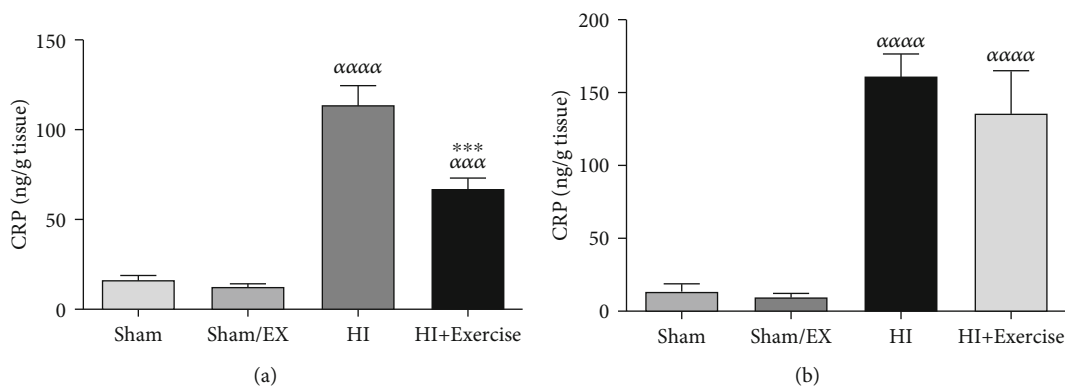 CRP (ng/g tissue)
150
100
50
0
αααα
***
ααα
Sham
Sham/EX
HI
HI+Exercise
(a)
CRP (ng/g tissue)
200
150
100
50
0
αααα
αααα
Sham
Sham/EX
HI
HI+Exercise
(b)